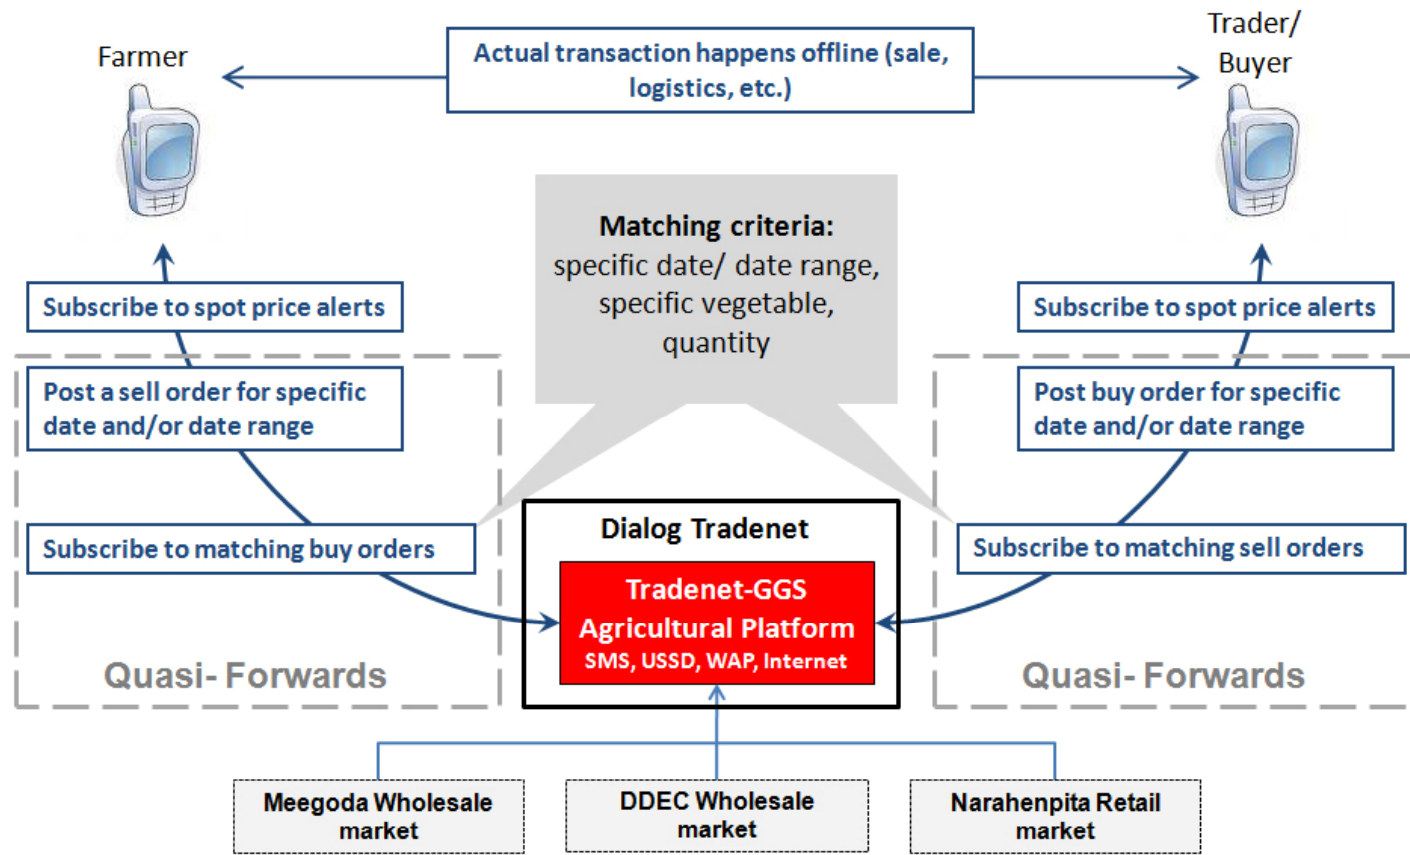 Farmer
Actual transaction happens offline (sale,
logistics, etc.)
Trader/
Buyer
Matching criteria:
specific date/ date range,
specific vegetable,
quantity
Subscribe to spot price alerts
Post a sell order for specific
date and/or date range
Subscribe to matching buy orders
Quasi- Forwards
Subscribe to spot price alerts
Post buy order for specific
date and/or date range
Subscribe to matching sell orders
Quasi- Forwards
Dialog Tradenet
Tradenet-GGS
Agricultural Platform
SMS, USSD, WAP, Internet
Meegoda Wholesale
market
DDEC Wholesale
market
Narahenpita Retail
market